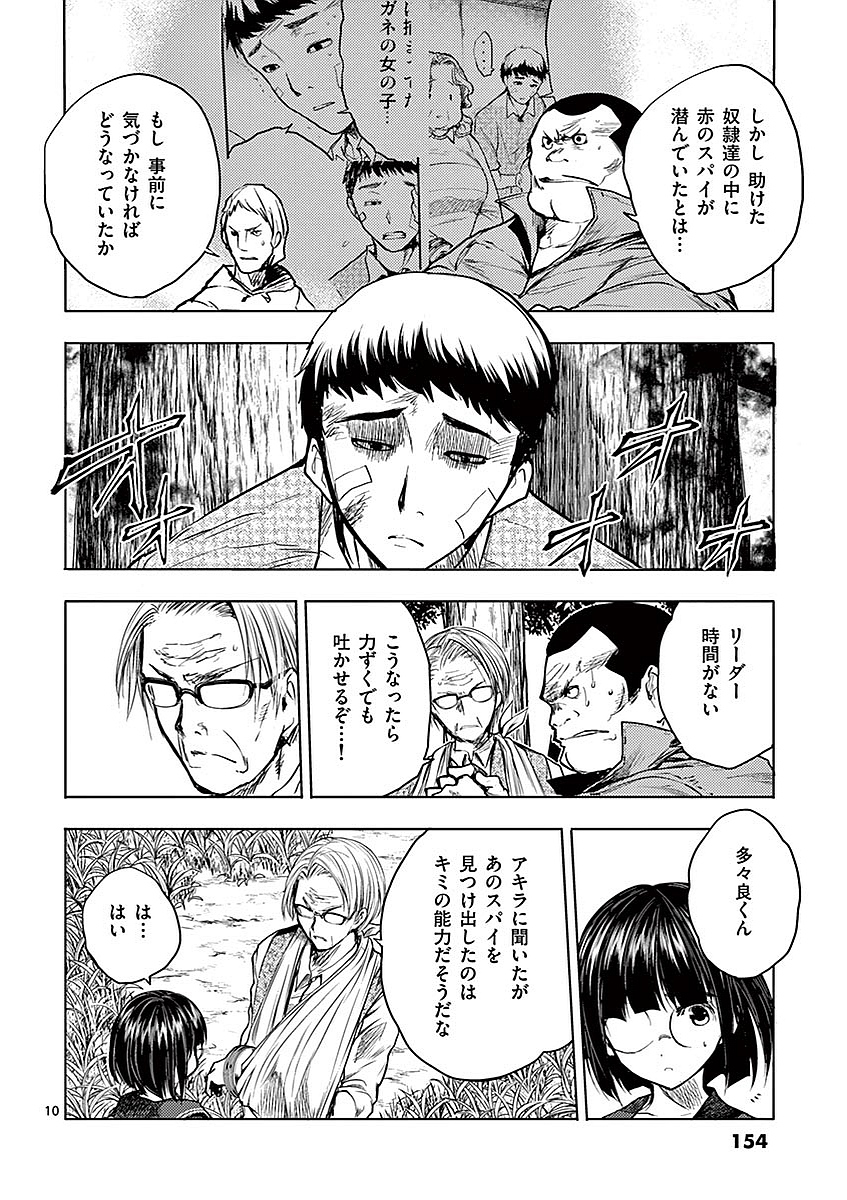 しかし 助けた
奴隷達の中に
赤のスパイが
潜んでいたとは…
…
ガネの女の子…
もし 事前に
気づかなければ
どうなっていたか
オ
オ
オ
オ
リーダー
時間がない
こうなったら
力ずくでも
吐かせるぞ…！
多々良くん
アキラに聞いたが
あのスパイを
見つけ出したのは
キミの能力だそうだな
は…
はい
10
154